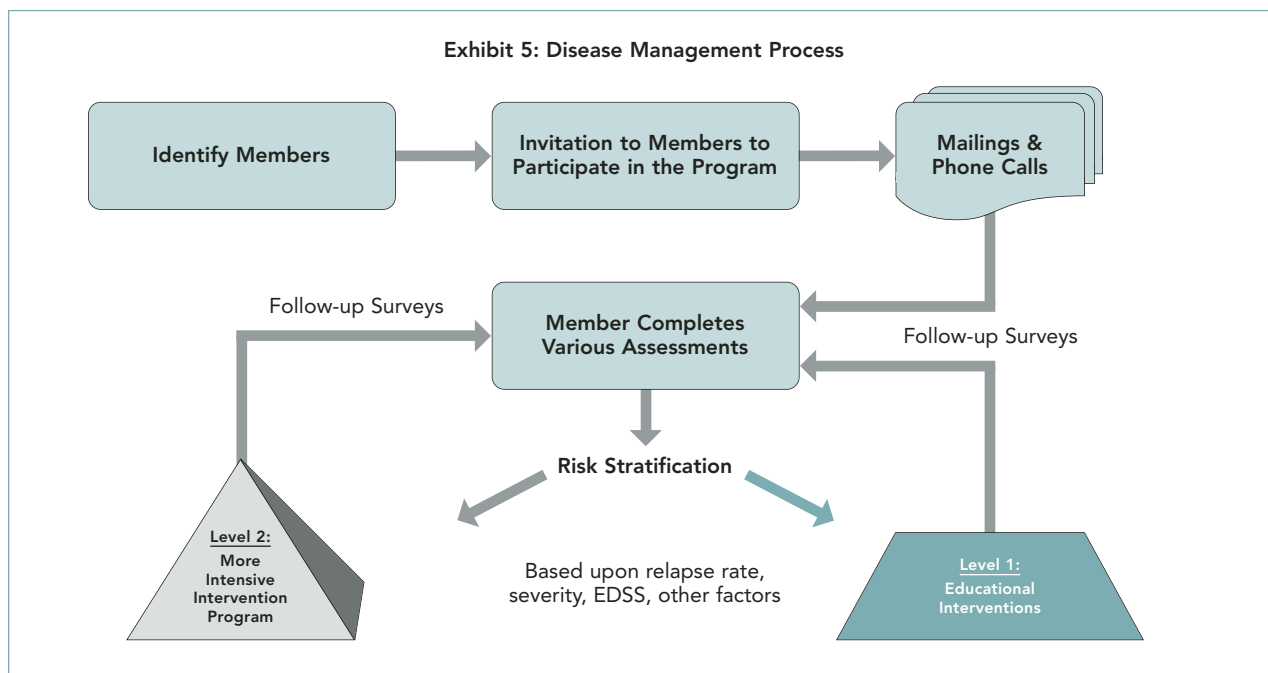 Exhibit 5: Disease Management Process
Identify Members
Invitation to Members to
Participate in the Program
Mailings &
Phone Calls
Follow-up Surveys
Member Completes
Various Assessments
Follow-up Surveys
Risk Stratification
Level 2:
More
Intensive
Intervention
Program
Based upon relapse rate,
severity, EDSS, other factors
Level 1:
Educational
Interventions